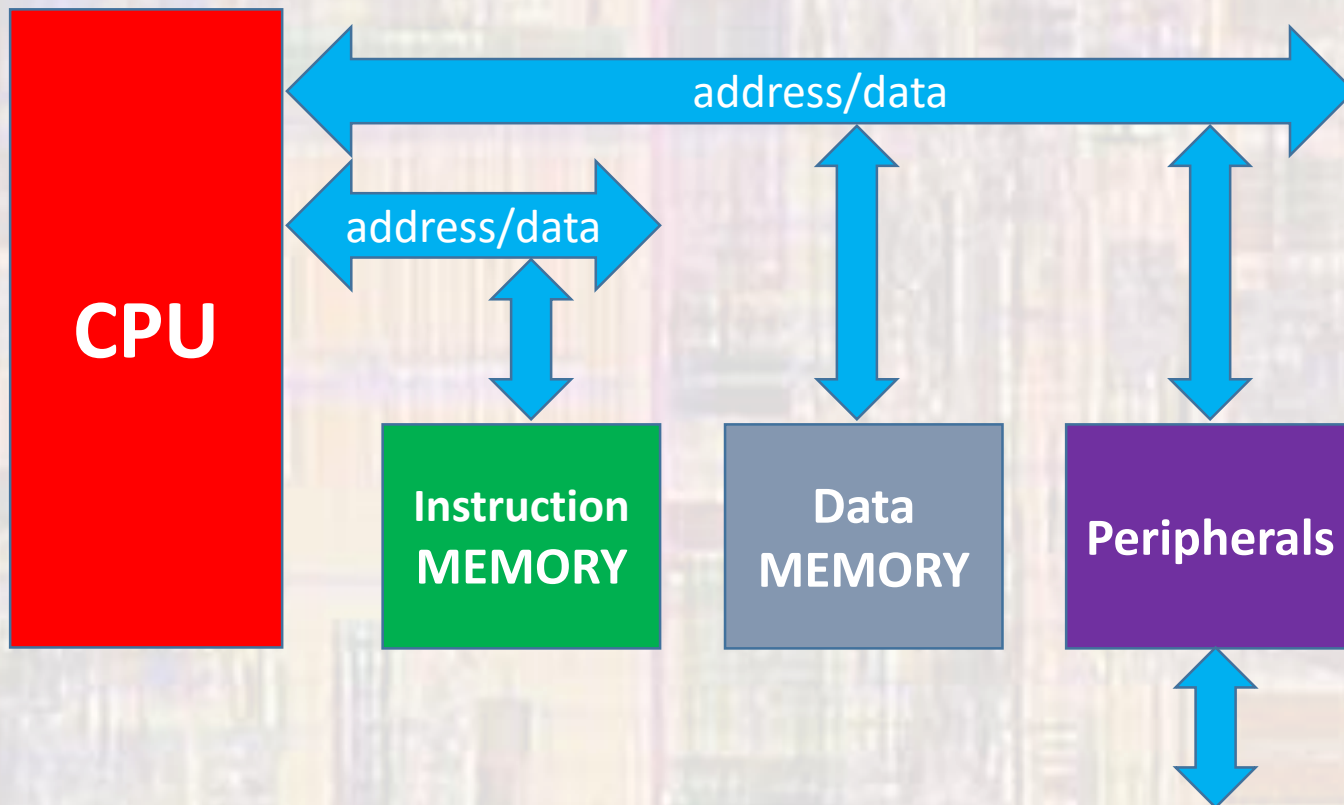 address/data
address/data
CPU
Instruction
MEMORY
Data
MEMORY
Peripherals